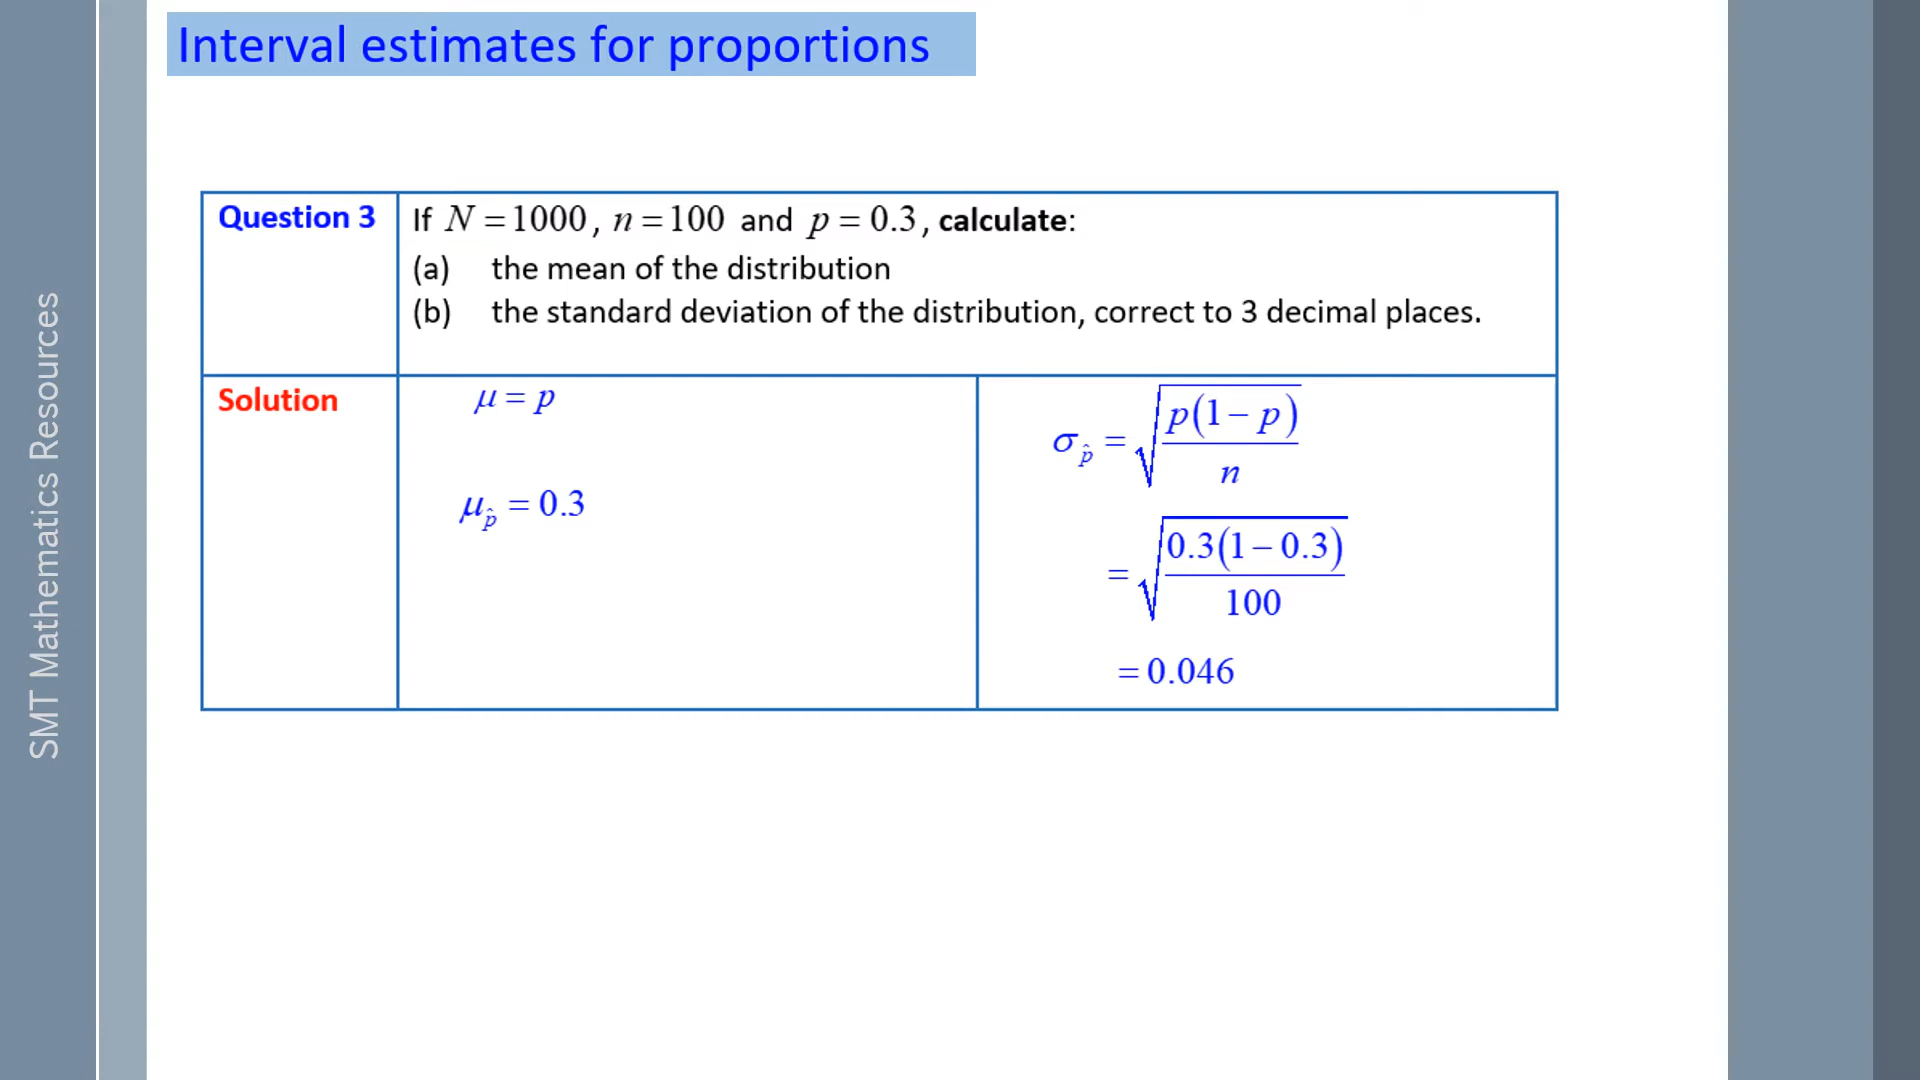 Interval estimates for proportions
SMT Mathematics Resources
Question 3
If N = 1000, n = 100 and p = 0.3, calculate:
(a) the mean of the distribution
(b) the standard deviation of the distribution, correct to 3 decimal places.
Solution
μ = p
μ_p̂ = 0.3
σ_p̂ = √(p(1 − p)/n)
= √(0.3(1 − 0.3)/100)
= 0.046